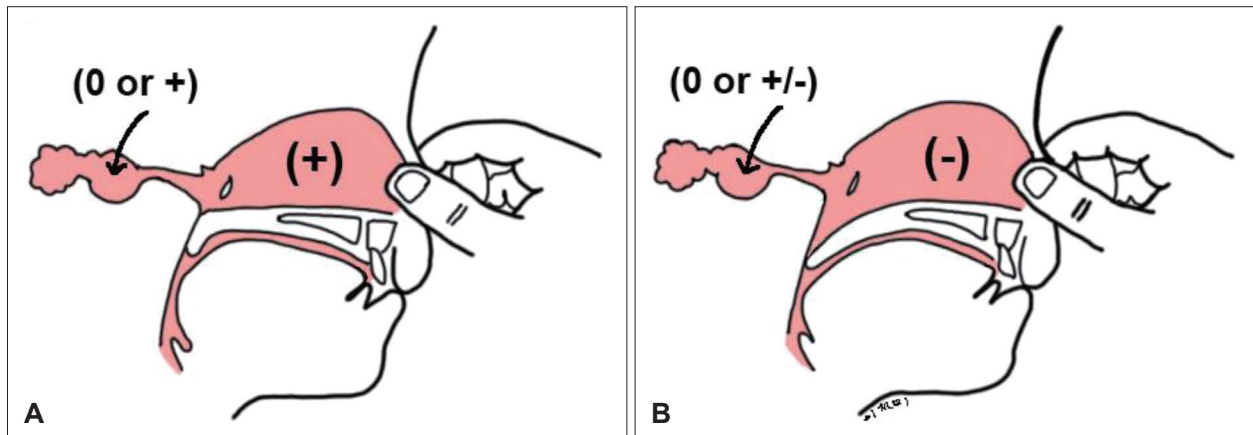 (0 or +)
(+)
A
(0 or +/-)
(-)
B